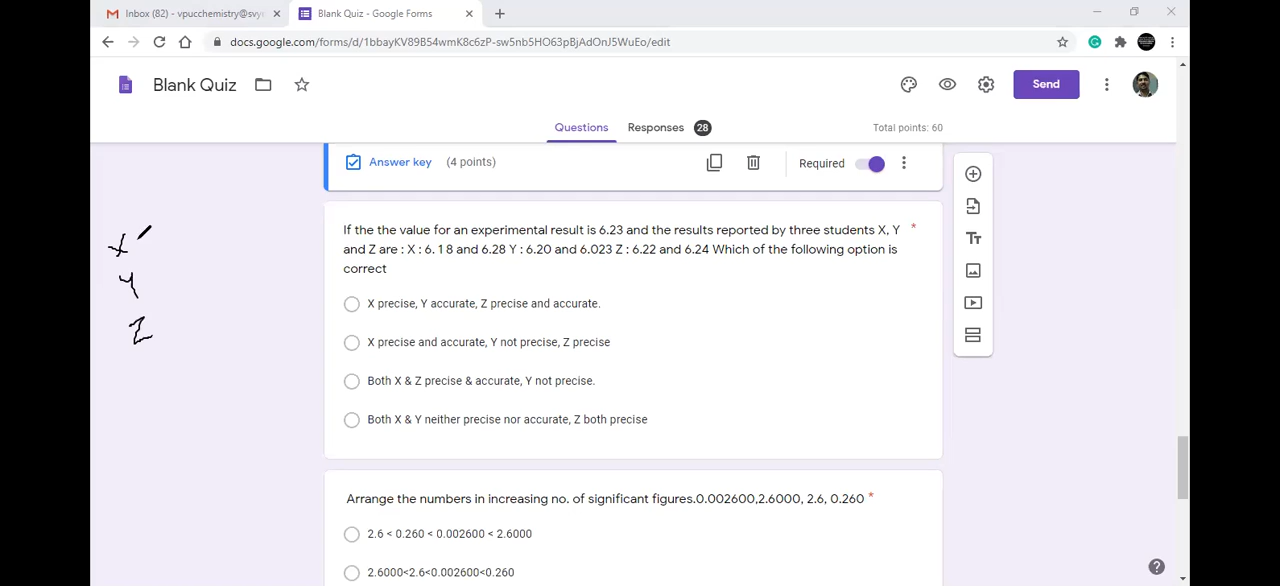 Inbox (82) - vpucchemistry@svy
Blank Quiz - Google Forms
docs.google.com/forms/d/1bbayKV89B54wmK8c6zP-sw5nb5HO63pBjAdOnJ5WuEo/edit
Blank Quiz
Send
Questions
Responses 28
Total points: 60
Answer key (4 points)
Required
If the the value for an experimental result is 6.23 and the results reported by three students X, Y *
and Z are : X : 6. 1 8 and 6.28 Y : 6.20 and 6.023 Z : 6.22 and 6.24 Which of the following option is
correct
X precise, Y accurate, Z precise and accurate.
X precise and accurate, Y not precise, Z precise
Both X & Z precise & accurate, Y not precise.
Both X & Y neither precise nor accurate, Z both precise
Arrange the numbers in increasing no. of significant figures.0.002600,2.6000, 2.6, 0.260 *
2.6 < 0.260 < 0.002600 < 2.6000
2.6000<2.6<0.002600<0.260
X
Y
Z